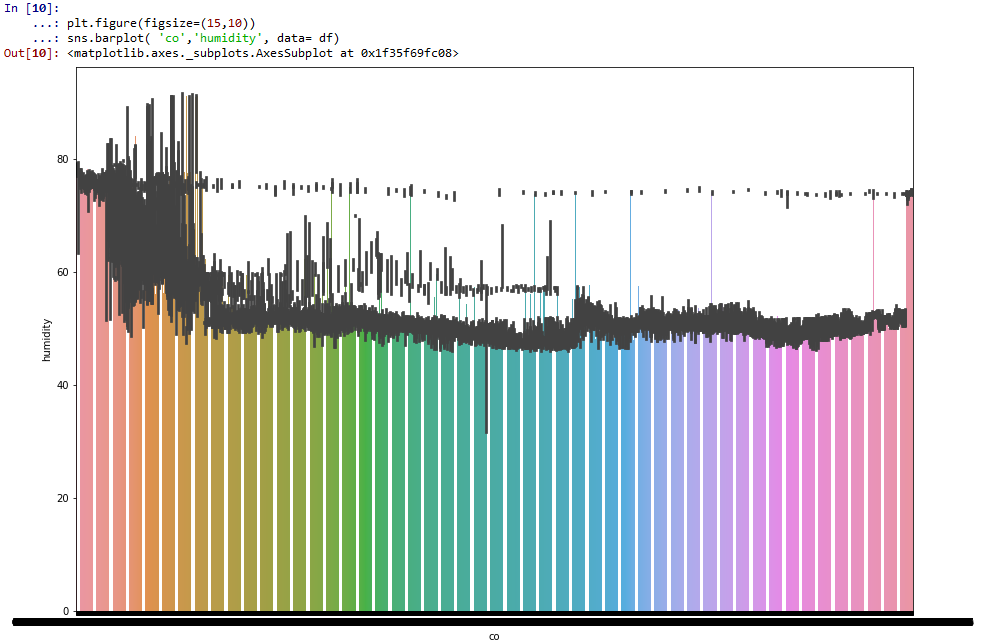 In [10]:
...: plt.figure(figsize=(15,10))
...: sns.barplot( 'co','humidity', data= df)
Out[10]: <matplotlib.axes._subplots.AxesSubplot at 0x1f35f69fc08>
80
60
humidity
40
20
0
co